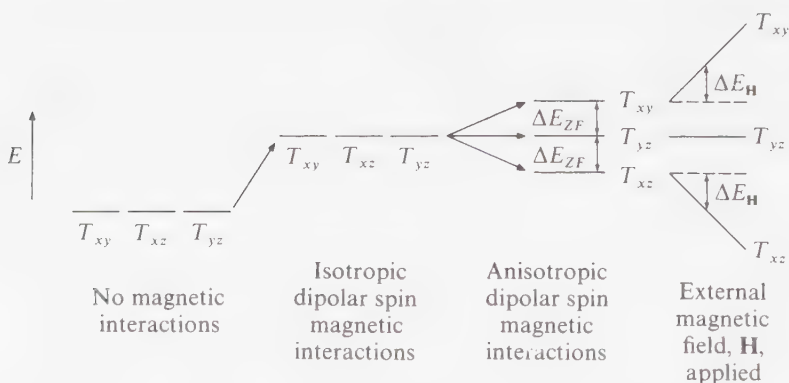 T_xy
ΔE_H
E
ΔE_ZF
T_xy
T_xy T_xz T_yz
T_yz
T_yz
ΔE_ZF
T_xz
ΔE_H
T_xy T_xz T_yz
T_xz
No magnetic
interactions
Isotropic
dipolar spin
magnetic
interactions
Anisotropic
dipolar spin
magnetic
interactions
External
magnetic
field, H,
applied